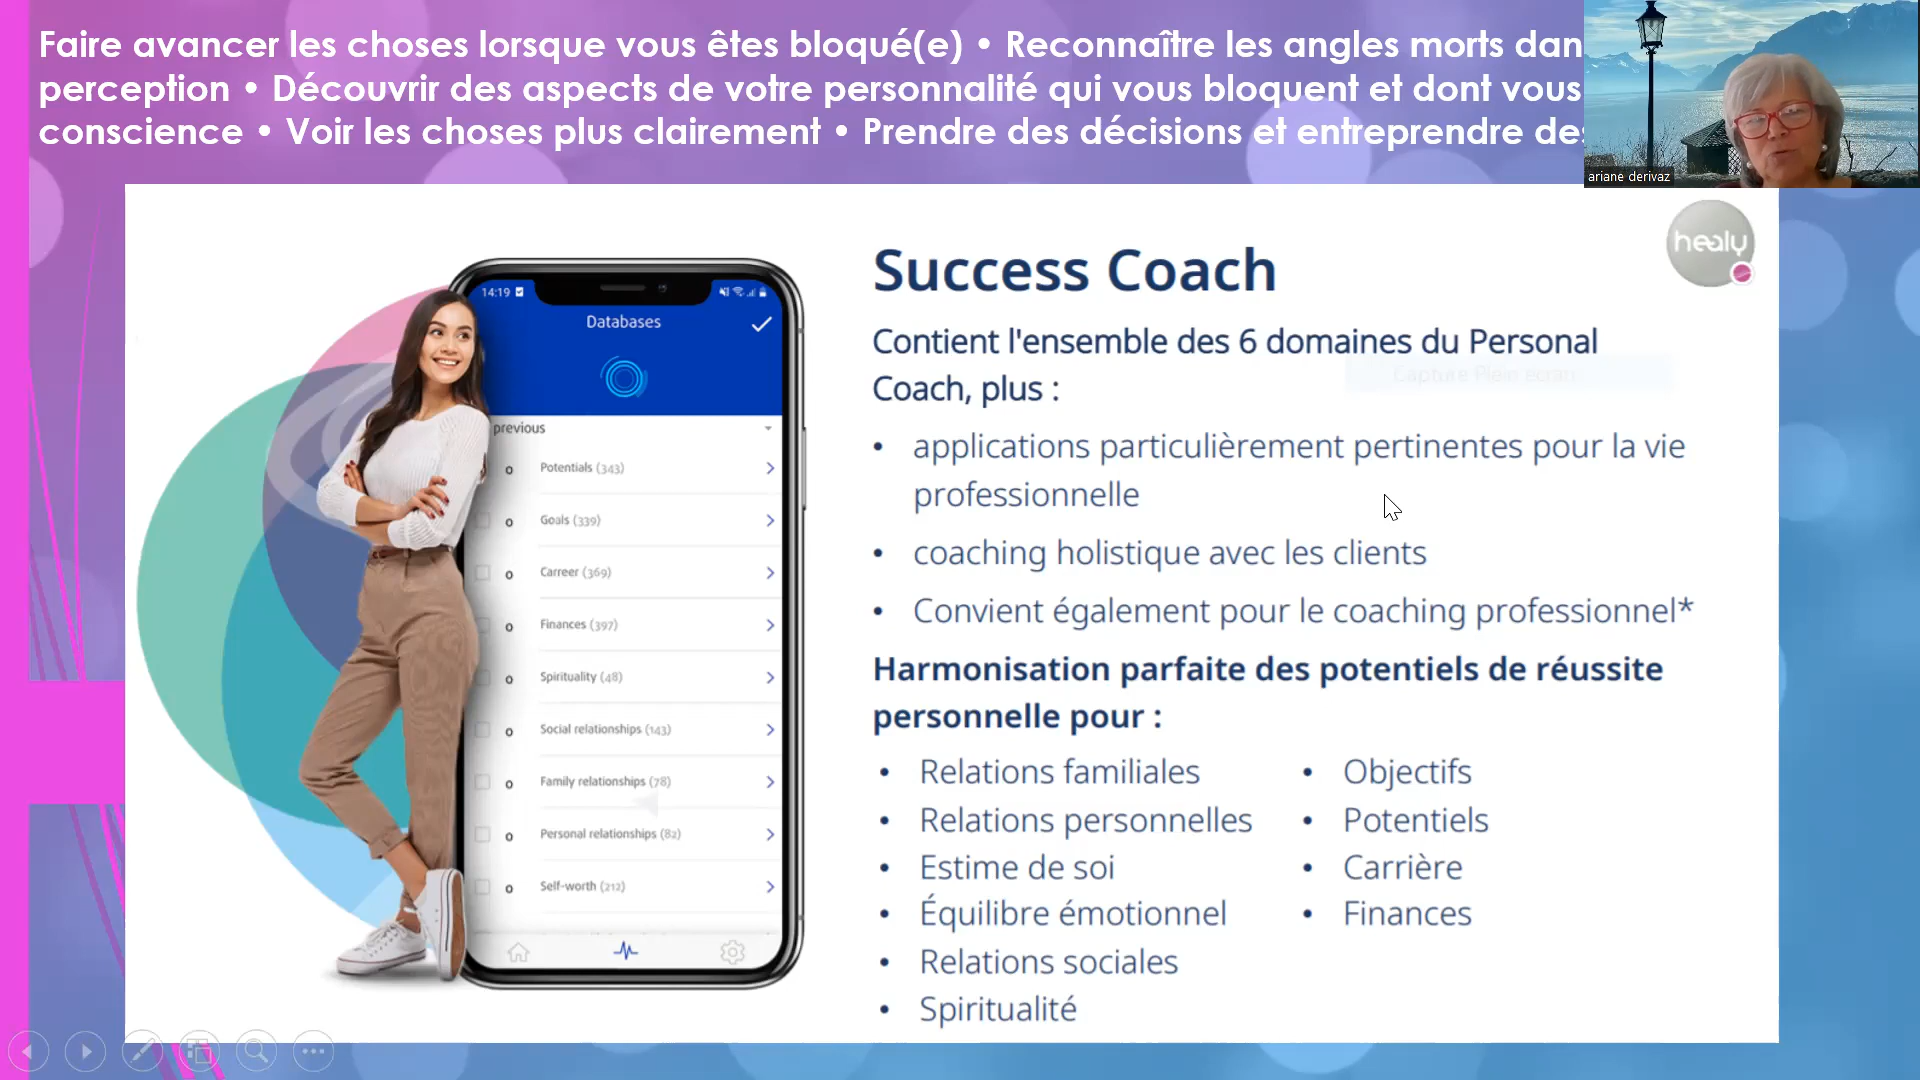 Faire avancer les choses lorsque vous êtes bloqué(e) • Reconnaître les angles morts dan
perception • Découvrir des aspects de votre personnalité qui vous bloquent et dont vous
conscience • Voir les choses plus clairement • Prendre des décisions et entreprendre des
ariane derivaz
healy
14:19
Databases
previous
o Potentials (343)
o Goals (339)
o Carreer (369)
o Finances (397)
o Spirituality (48)
o Social relationships (143)
o Family relationships (78)
o Personal relationships (82)
o Self-worth (212)
Success Coach
Contient l'ensemble des 6 domaines du Personal
Capture Plein écran
Coach, plus :
• applications particulièrement pertinentes pour la vie
professionnelle
• coaching holistique avec les clients
• Convient également pour le coaching professionnel*
Harmonisation parfaite des potentiels de réussite
personnelle pour :
• Relations familiales
• Relations personnelles
• Estime de soi
• Équilibre émotionnel
• Relations sociales
• Spiritualité
• Objectifs
• Potentiels
• Carrière
• Finances